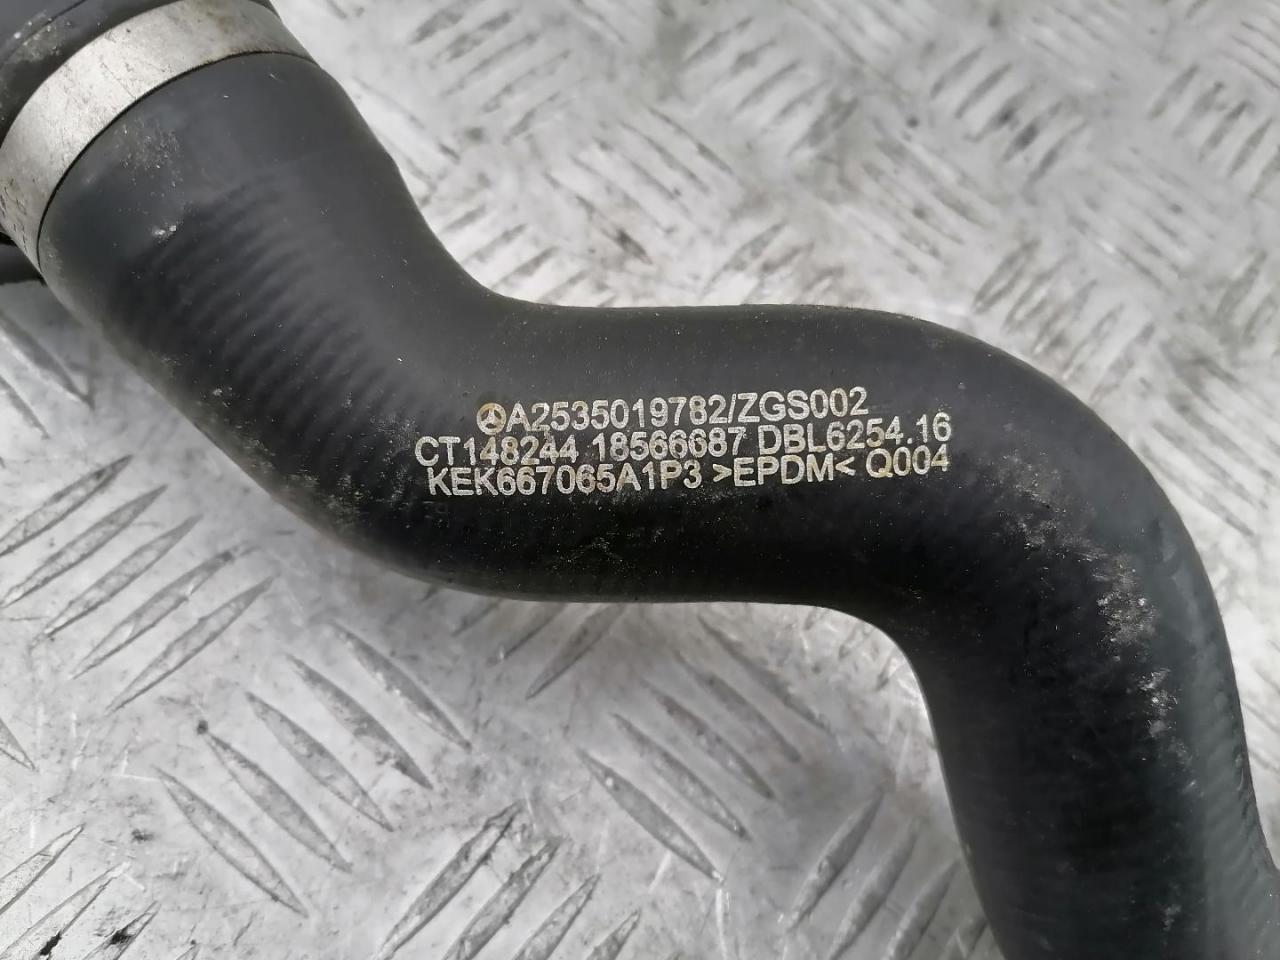 A2535019782/ZGS002
CT148244 18566687 DBL6254.16
KEK667065A1P3 >EPDM< Q004